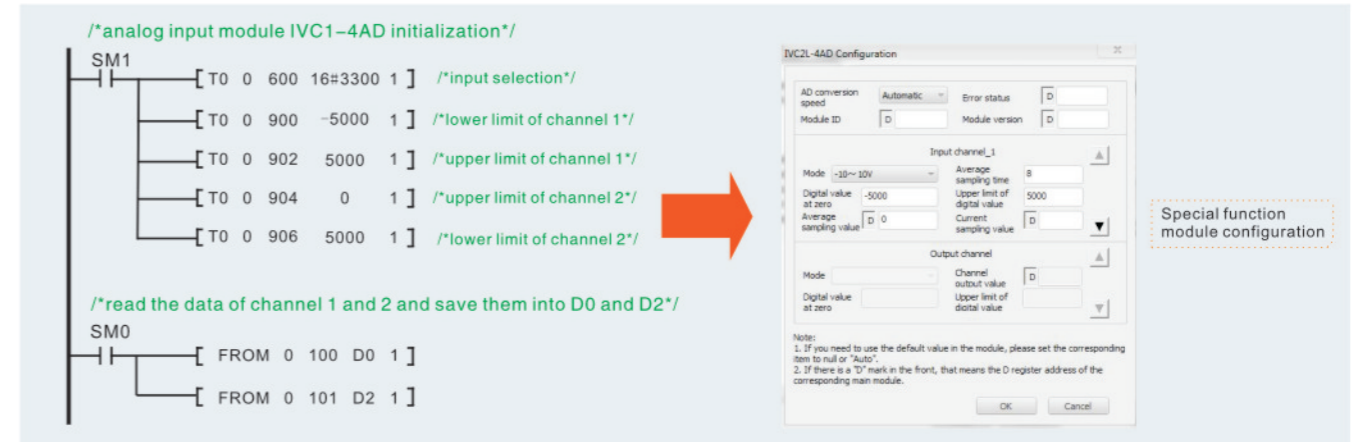 /*analog input module IVC1–4AD initialization*/
SM1
[ T0 0 600 16#3300 1 ] /*input selection*/
[ T0 0 900 -5000 1 ] /*lower limit of channel 1*/
[ T0 0 902 5000 1 ] /*upper limit of channel 1*/
[ T0 0 904 0 1 ] /*upper limit of channel 2*/
[ T0 0 906 5000 1 ] /*lower limit of channel 2*/
/*read the data of channel 1 and 2 and save them into D0 and D2*/
SM0
[ FROM 0 100 D0 1 ]
[ FROM 0 101 D2 1 ]
IVC2L-4AD Configuration
AD conversion speed Automatic Error status D
Module ID D Module version D
Input channel_1
Mode -10~ 10V Average sampling time 8
Digital value at zero -5000 Upper limit of digital value 5000
Average sampling value D 0 Current sampling value D
Output channel
Mode Channel output value D
Digital value at zero Upper limit of digital value
Note:
1. If you need to use the default value in the module, please set the corresponding
item to null or "Auto".
2. If there is a "D" mark in the front, that means the D register address of the
corresponding main module.
OK Cancel
Special function
module configuration